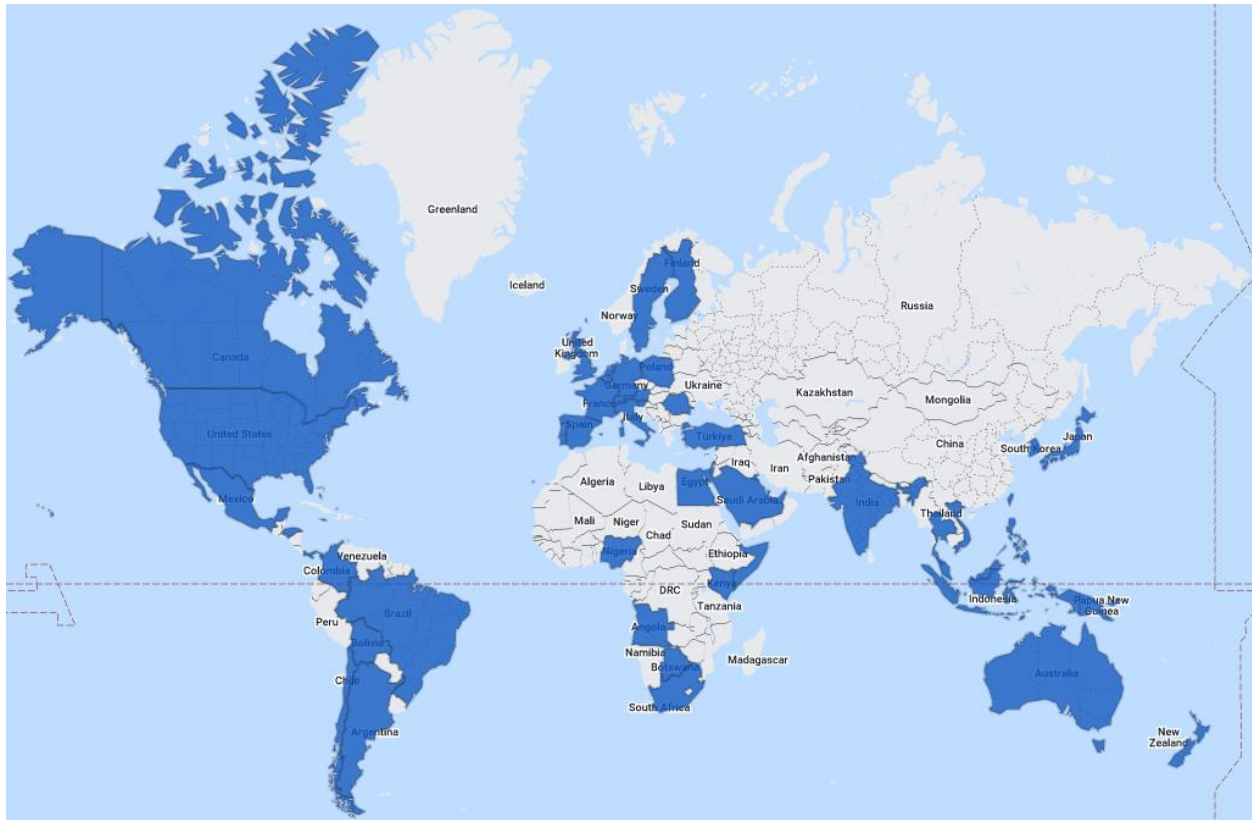 Greenland
Iceland
Finland
Sweden
Norway
Russia
United
Kingdom
Poland
Germany
Ukraine
France
Italy
Spain
Türkiye
Kazakhstan
Mongolia
China
South Korea
Japan
Canada
United States
Mexico
Afghanistan
Iraq
Iran
Pakistan
Algeria
Libya
Egypt
Saudi Arabia
India
Thailand
Mali
Niger
Chad
Sudan
Nigeria
Ethiopia
Venezuela
Colombia
DRC
Kenya
Tanzania
Indonesia
Papua New
Guinea
Peru
Brazil
Bolivia
Angola
Namibia
Botswana
Madagascar
South Africa
Chile
Argentina
Australia
New
Zealand